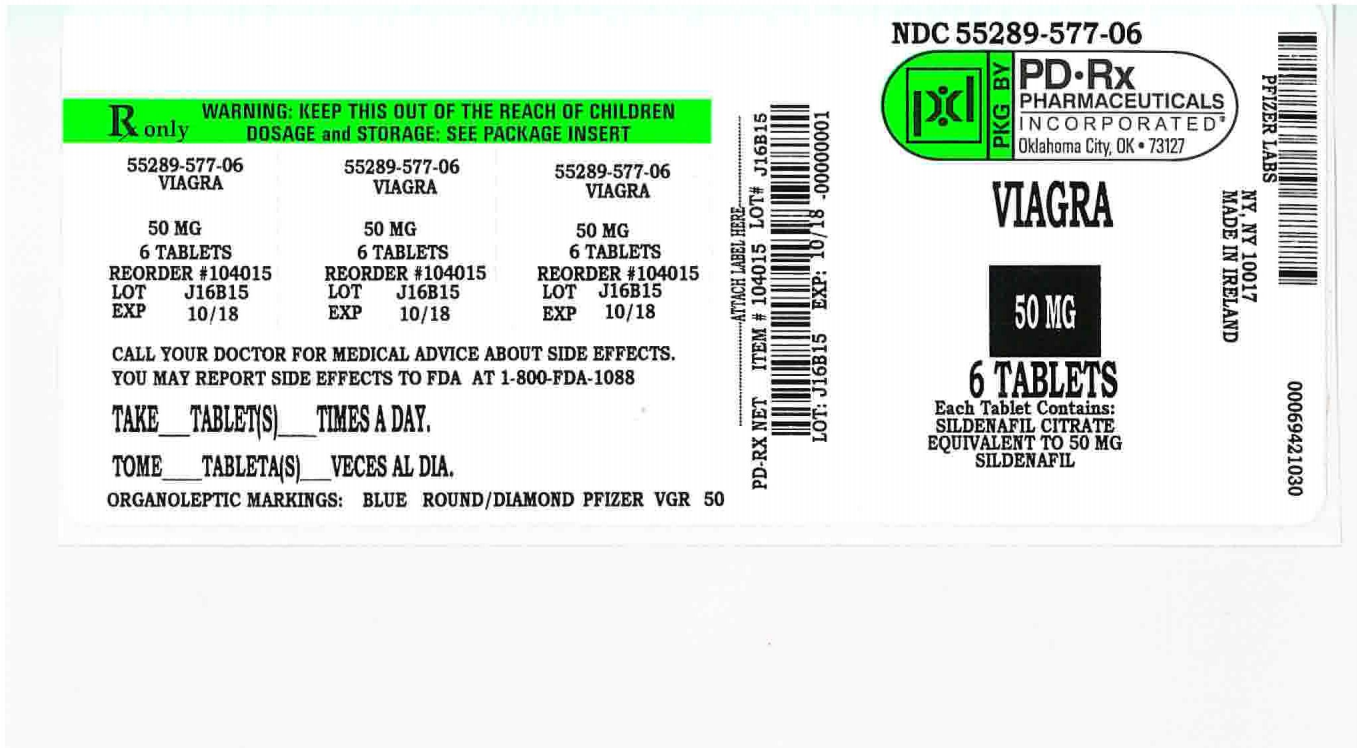 Rx only
WARNING: KEEP THIS OUT OF THE REACH OF CHILDREN
DOSAGE and STORAGE: SEE PACKAGE INSERT
55289-577-06
VIAGRA
50 MG
6 TABLETS
REORDER #104015
LOT J16B15
EXP 10/18
55289-577-06
VIAGRA
50 MG
6 TABLETS
REORDER #104015
LOT J16B15
EXP 10/18
55289-577-06
VIAGRA
50 MG
6 TABLETS
REORDER #104015
LOT J16B15
EXP 10/18
CALL YOUR DOCTOR FOR MEDICAL ADVICE ABOUT SIDE EFFECTS.
YOU MAY REPORT SIDE EFFECTS TO FDA AT 1-800-FDA-1088
TAKE___TABLET(S)___TIMES A DAY.
TOME___TABLETA(S)___VECES AL DIA.
ORGANOLEPTIC MARKINGS: BLUE ROUND/DIAMOND PFIZER VGR 50
ATTACH LABEL HERE
PD-RX NET ITEM # 104015 LOT# J16B15
LOT: J16B15 EXP: 10/18 -00000001
NDC 55289-577-06
PKG BY
PD•Rx
PHARMACEUTICALS
INCORPORATED
Oklahoma City, OK • 73127
VIAGRA
50 MG
6 TABLETS
Each Tablet Contains:
SILDENAFIL CITRATE
EQUIVALENT TO 50 MG
SILDENAFIL
PFIZER LABS
NY, NY 10017
MADE IN IRELAND
00069421030